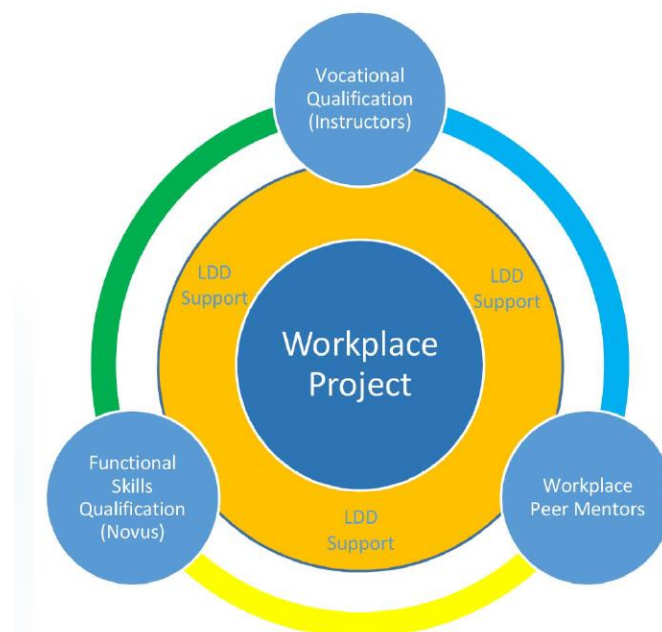 Vocational
Qualification
(Instructors)
LDD
Support
LDD
Support
Workplace
Project
Functional
Skills
Qualification
(Novus)
Workplace
Peer Mentors
LDD
Support